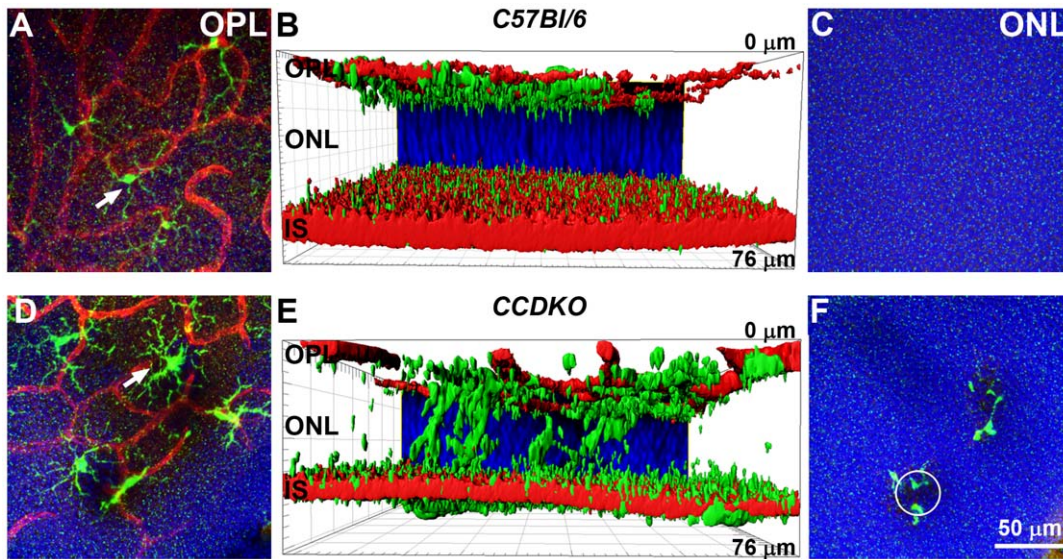 A OPL
B C57Bl/6
0 μm
OPL
ONL
IS
76 μm
C ONL
D
E CCDKO
0 μm
OPL
ONL
IS
76 μm
F
50 μm